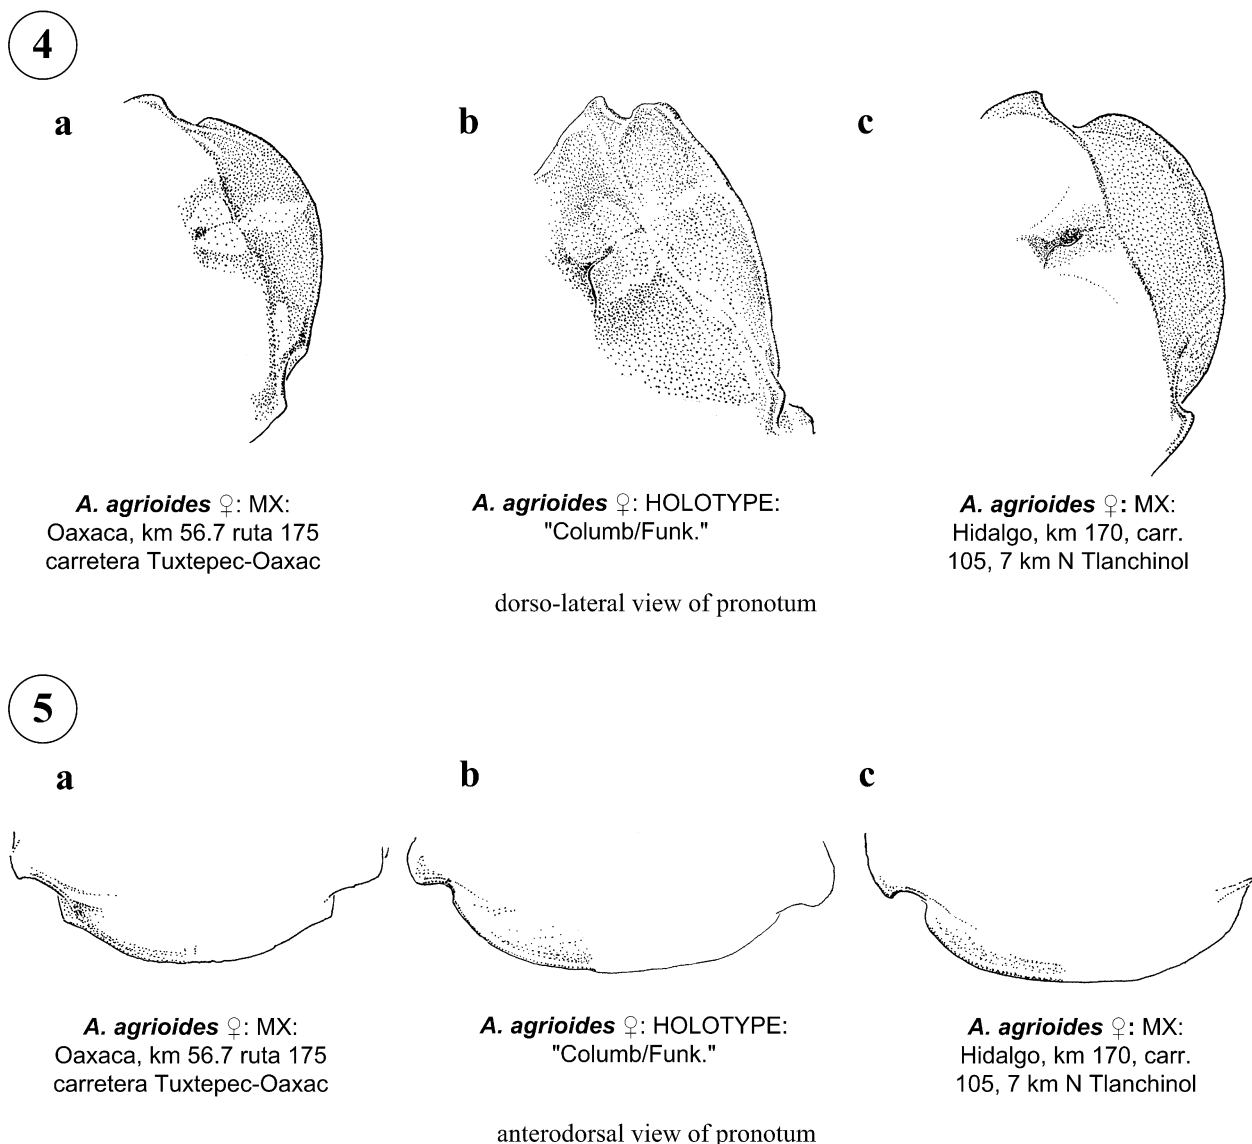 4
a
b
c
A. agrioides ♀: MX:
Oaxaca, km 56.7 ruta 175
carretera Tuxtepec-Oaxac
A. agrioides ♀: HOLOTYPE:
"Columb/Funk."
A. agrioides ♀: MX:
Hidalgo, km 170, carr.
105, 7 km N Tlanchinol
dorso-lateral view of pronotum
5
a
b
c
A. agrioides ♀: MX:
Oaxaca, km 56.7 ruta 175
carretera Tuxtepec-Oaxac
A. agrioides ♀: HOLOTYPE:
"Columb/Funk."
A. agrioides ♀: MX:
Hidalgo, km 170, carr.
105, 7 km N Tlanchinol
anterodorsal view of pronotum